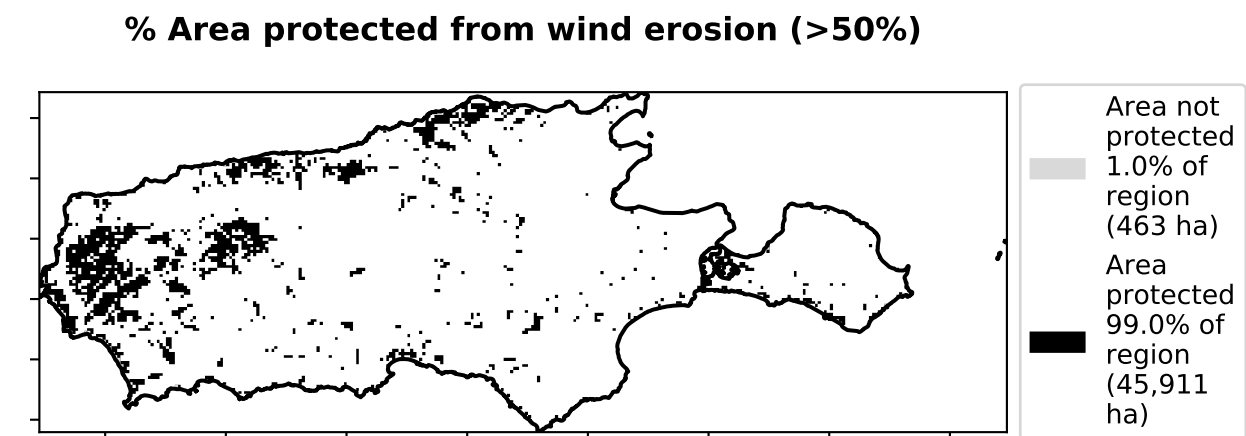 % Area protected from wind erosion (>50%)
Area not
protected
1.0% of
region
(463 ha)
Area
protected
99.0% of
region
(45,911
ha)